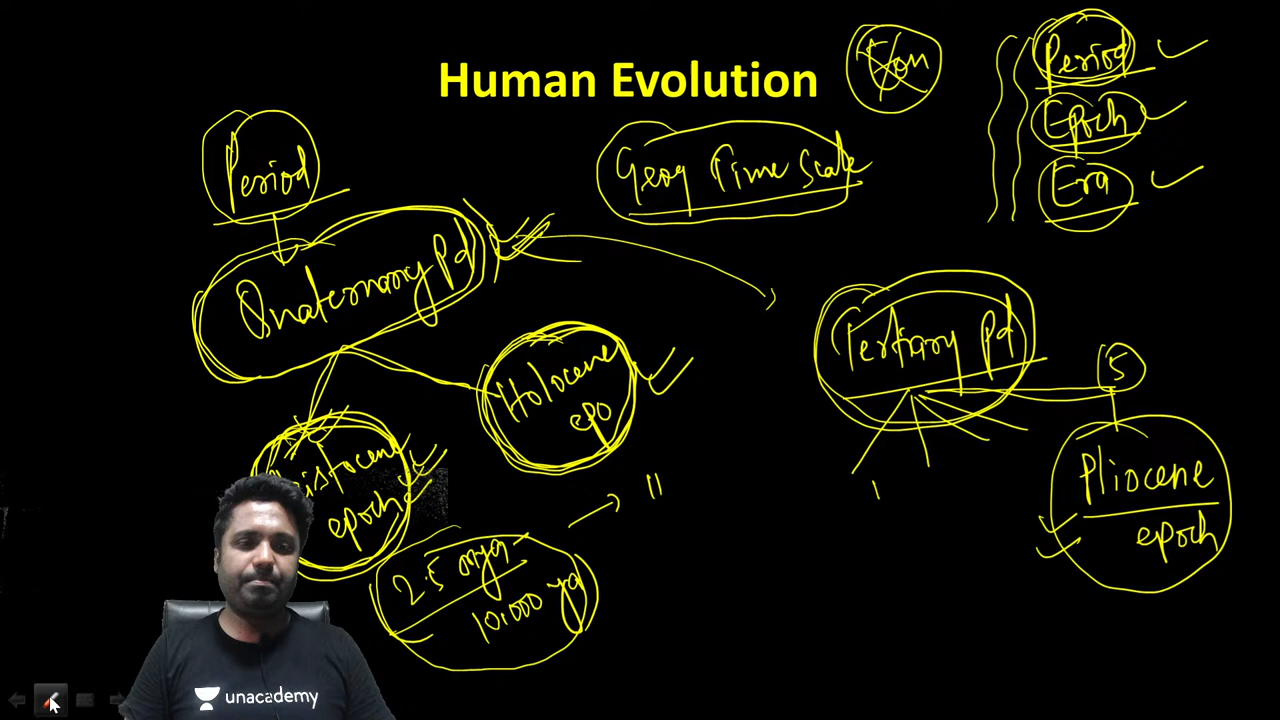 Human Evolution
Eon
Period
Epoch
Era
Period
Geog Time Scale
Quaternary Pd
Tertiary Pd
Holocene
epo
5
epoch
Pliocene
epoch
2.5 mya
10,000 ya
11
unacademy